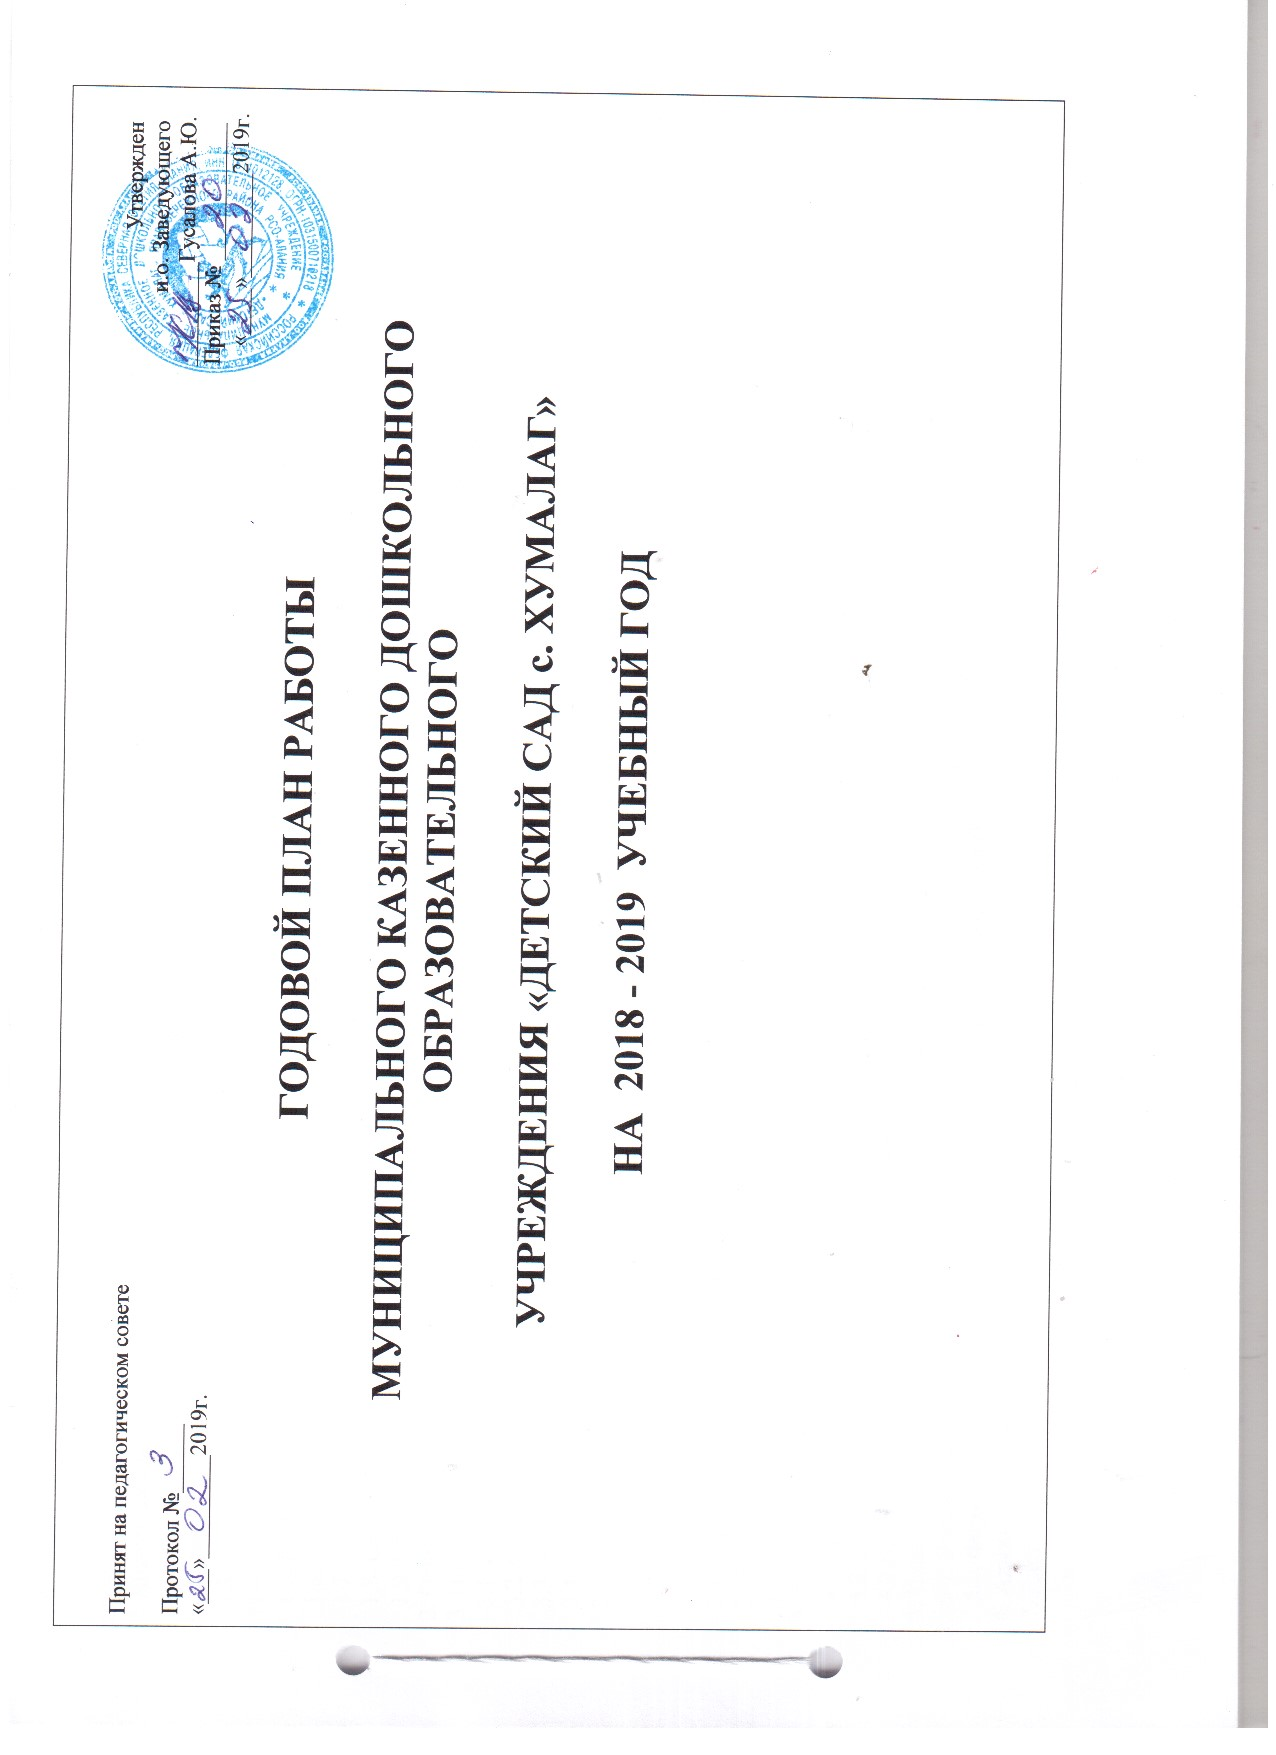 Принят на педагогическом совете
Протокол № 3
«25» 02 2019г.
Утвержден
и.о. Заведующего
Гусалова А.Ю.
Приказ №
«25» 2019г.
ГОДОВОЙ ПЛАН РАБОТЫ
МУНИЦИПАЛЬНОГО КАЗЕННОГО ДОШКОЛЬНОГО
ОБРАЗОВАТЕЛЬНОГО
УЧРЕЖДЕНИЯ «ДЕТСКИЙ САД с. ХУМАЛАГ»
НА 2018 - 2019 УЧЕБНЫЙ ГОД